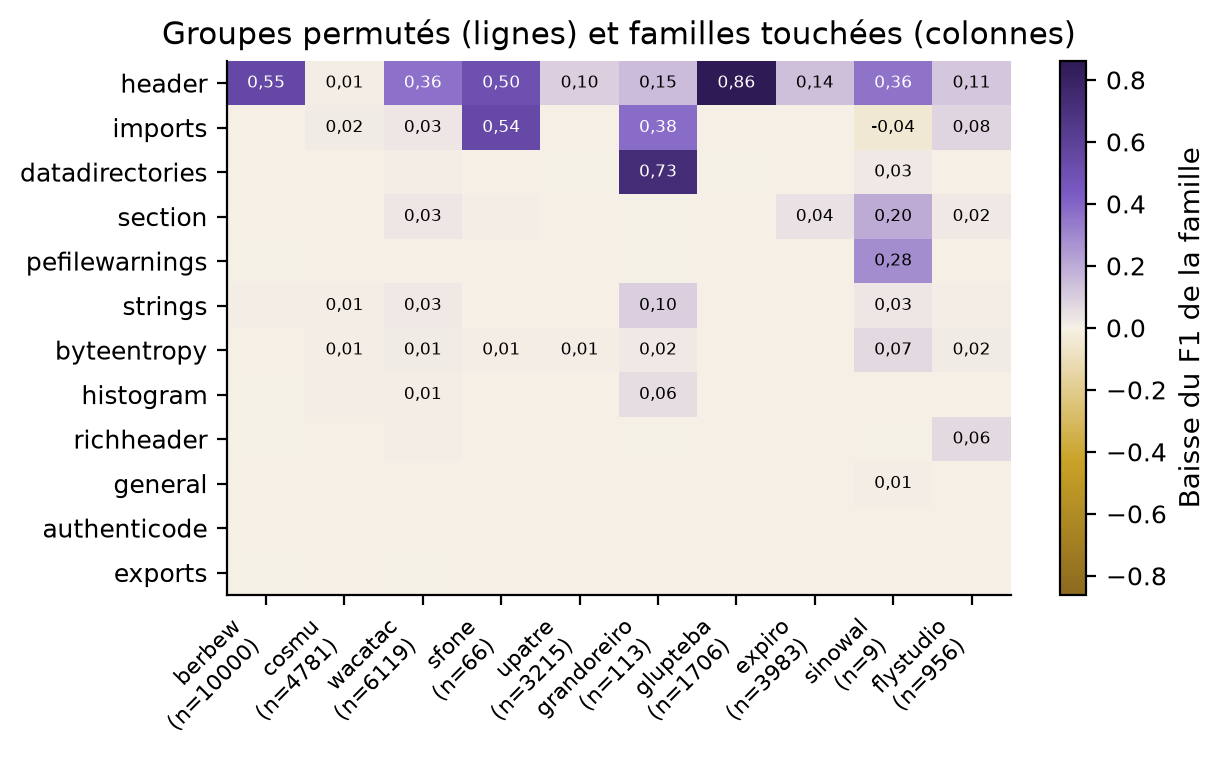 Groupes permutés (lignes) et familles touchées (colonnes)
header 0,55 0,01 0,36 0,50 0,10 0,15 0,86 0,14 0,36 0,11
imports 0,02 0,03 0,54 0,38 -0,04 0,08
datadirectories 0,73 0,03
section 0,03 0,04 0,20 0,02
pefilewarnings 0,28
strings 0,01 0,03 0,10 0,03
byteentropy 0,01 0,01 0,01 0,01 0,02 0,07 0,02
histogram 0,01 0,06
richheader 0,06
general 0,01
authenticode
exports
berbew
(n=10000)
cosmu
(n=4781)
wacatac
(n=6119)
sfone
(n=66)
upatre
(n=3215)
grandoreiro
(n=113)
glupteba
(n=1706)
expiro
(n=3983)
sinowal
(n=9)
flystudio
(n=956)
0.8
0.6
0.4
0.2
0.0
−0.2
−0.4
−0.6
−0.8
Baisse du F1 de la famille